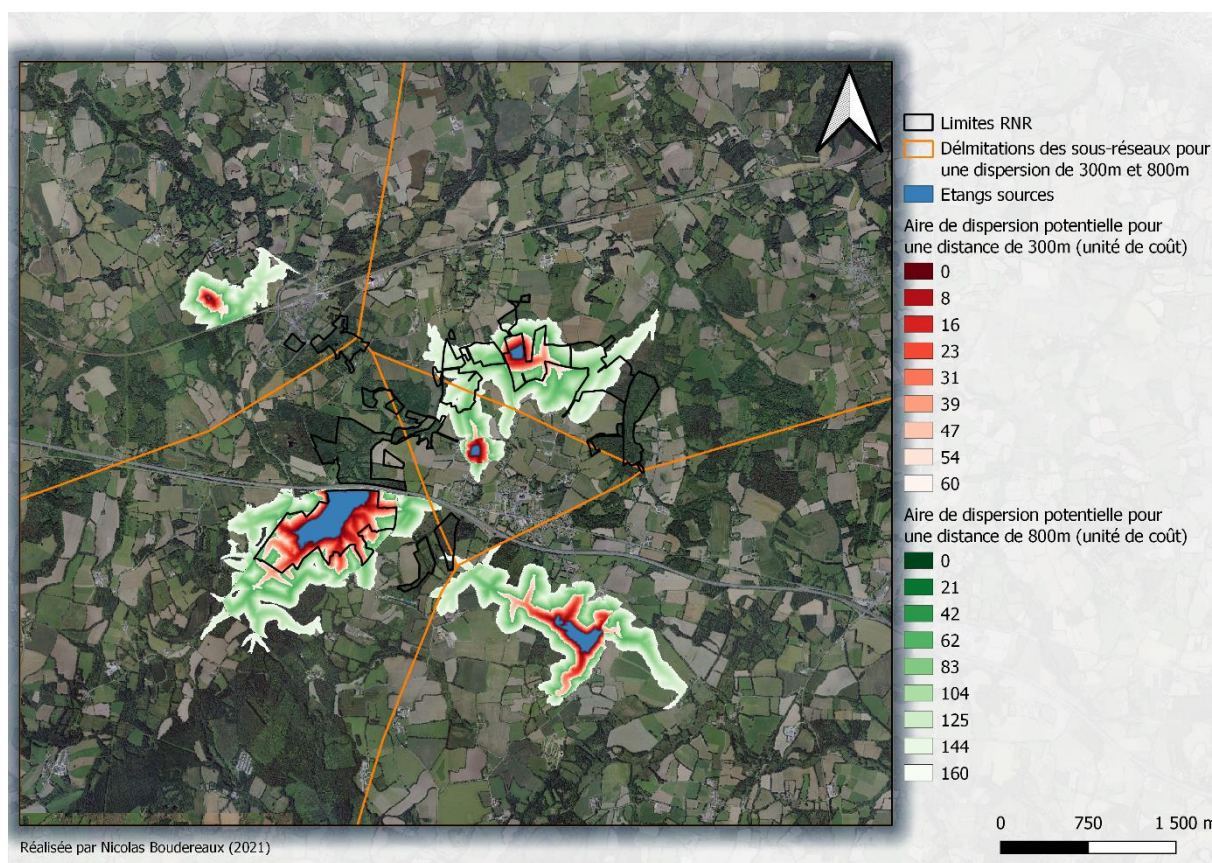 Limites RNR
Délmitations des sous-réseaux pour
une dispersion de 300m et 800m
Etangs sources
Aire de dispersion potentielle pour
une distance de 300m (unité de coût)
0
8
16
23
31
39
47
54
60
Aire de dispersion potentielle pour
une distance de 800m (unité de coût)
0
21
42
62
83
104
125
144
160
0 750 1 500 m
Réalisée par Nicolas Boudereaux (2021)